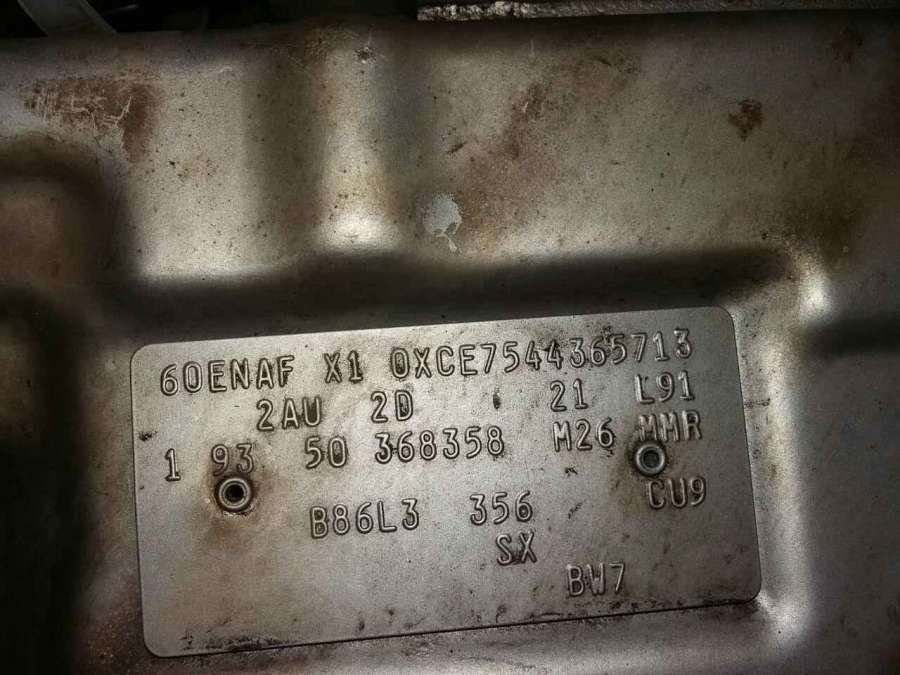 60ENAF X1 0XCE7544365713
2AU 2D 21 L91
1 93 50 368358 M26 MMR
B86L3 356 CU9
SX
BW7